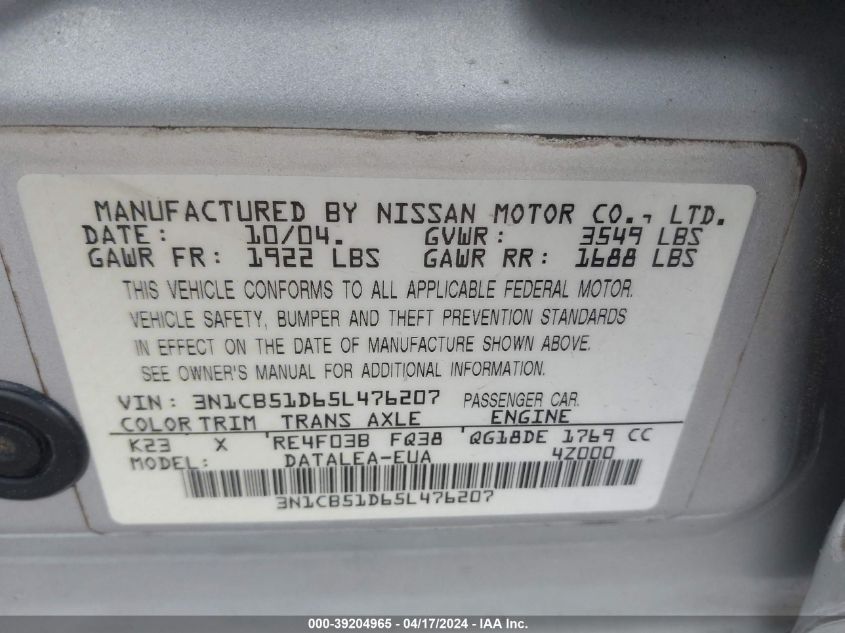 MANUFACTURED BY NISSAN MOTOR CO., LTD.
DATE: 10/04. GVWR: 3549 LBS
GAWR FR: 1922 LBS GAWR RR: 1688 LBS
THIS VEHICLE CONFORMS TO ALL APPLICABLE FEDERAL MOTOR.
VEHICLE SAFETY, BUMPER AND THEFT PREVENTION STANDARDS
IN EFFECT ON THE DATE OF MANUFACTURE SHOWN ABOVE.
SEE OWNER'S MANUAL FOR ADDITIONAL INFORMATION.
VIN: 3N1CB51D65L476207 PASSENGER CAR.
COLOR TRIM TRANS AXLE ENGINE
K23 X RE4F03B FQ38 QG18DE 1769 CC
MODEL: DATALEA-EUA 4Z000
3N1CB51D65L476207
000-39204965 - 04/17/2024 - IAA Inc.